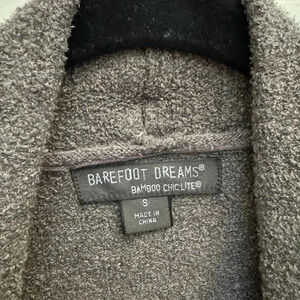 BAREFOOT DREAMS®
BAMBOO CHIC LITE®
S
MADE IN
CHINA